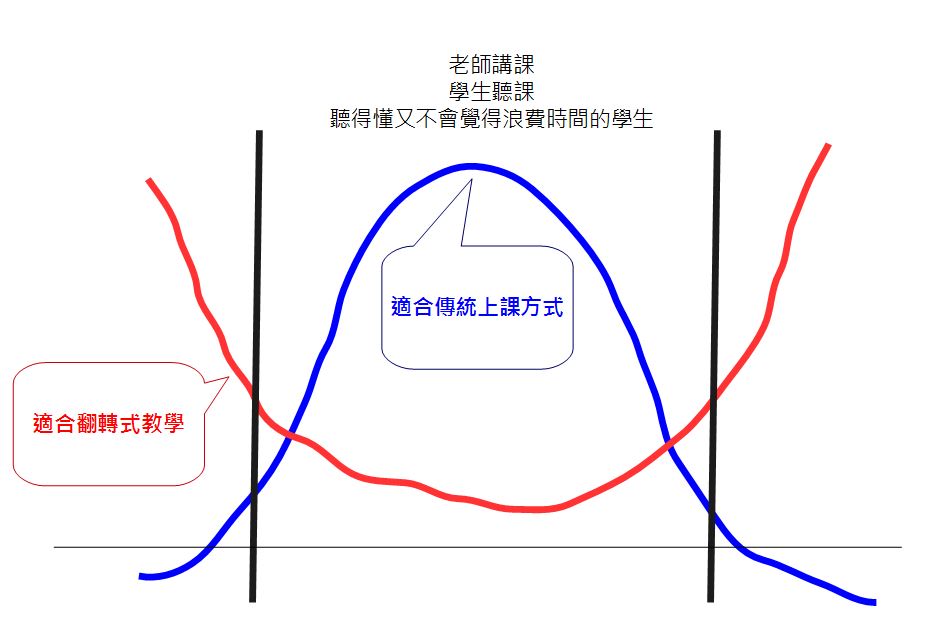 老師講課
學生聽課
聽得懂又不會覺得浪費時間的學生
適合傳統上課方式
適合翻轉式教學